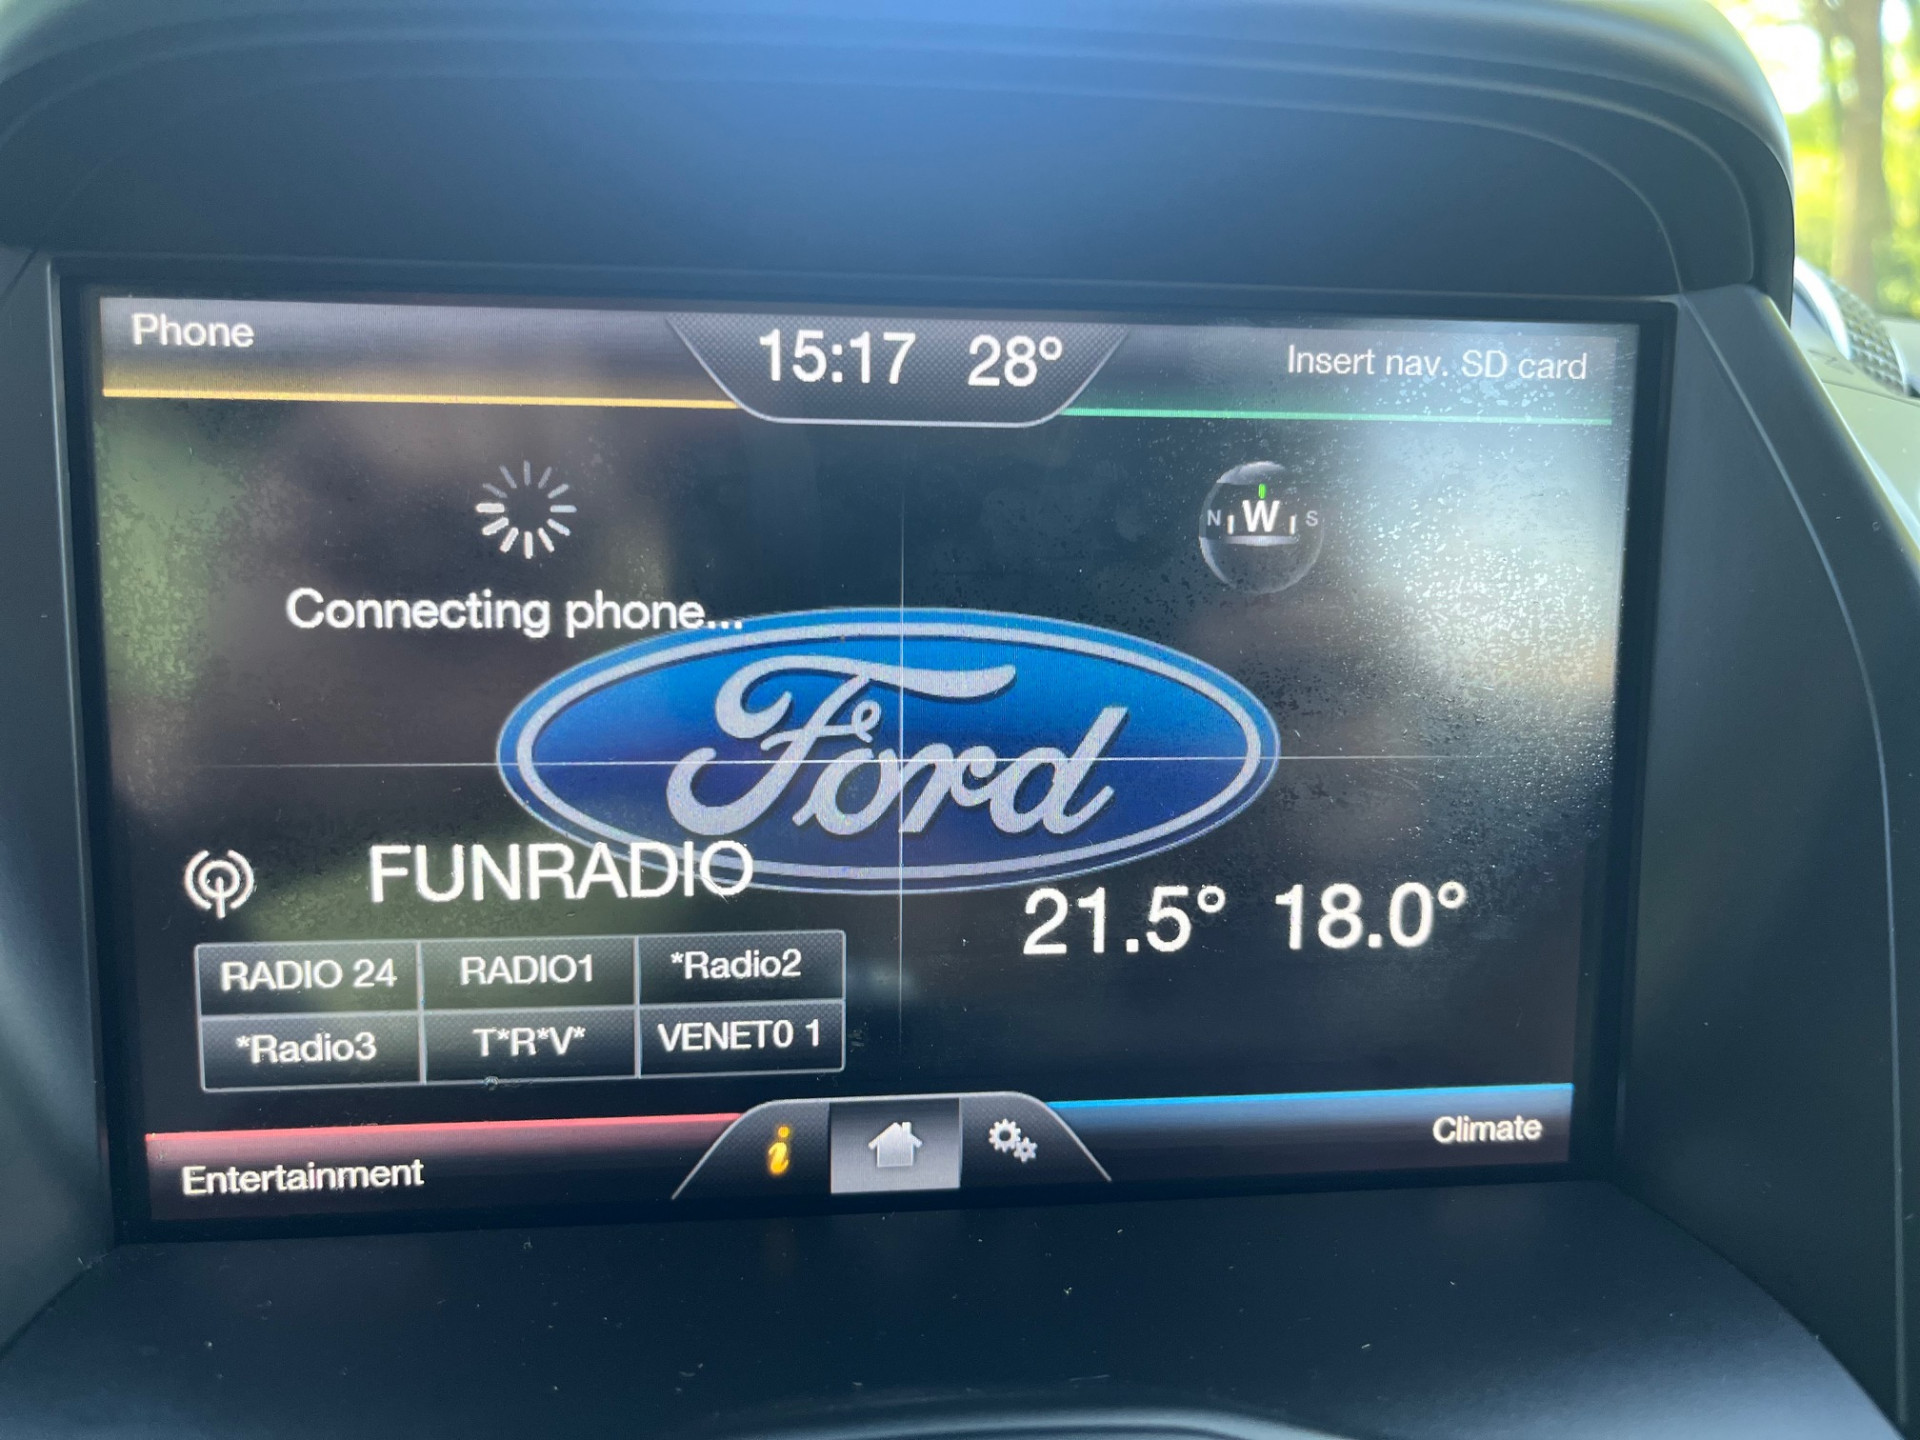 Phone
15:17 28°
Insert nav. SD card
N W S
Connecting phone...
Ford
FUNRADIO
21.5° 18.0°
RADIO 24
RADIO1
*Radio2
*Radio3
T*R*V*
VENET0 1
i
Entertainment
Climate